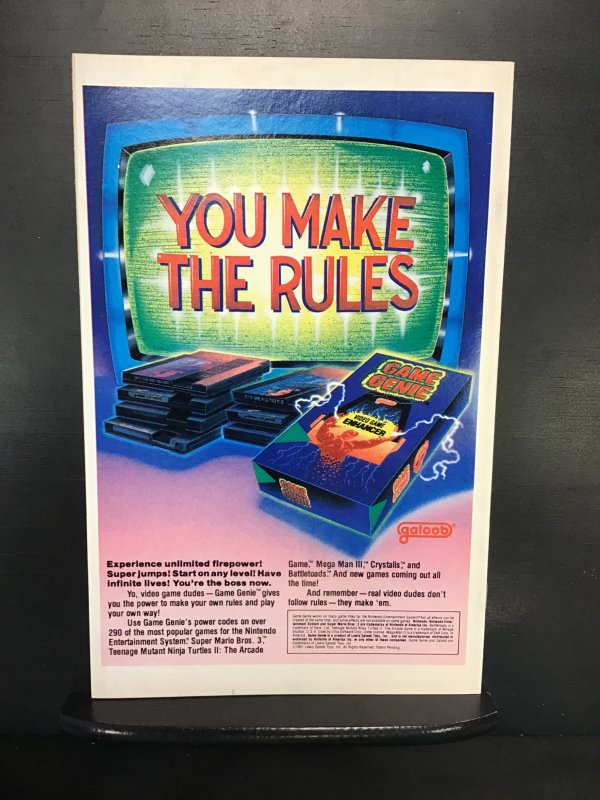 YOU MAKE
THE RULES
GAME
GENIE
VIDEO GAME
ENHANCER
galoob®
Experience unlimited firepower!
Super jumps! Start on any level! Have
infinite lives! You're the boss now.
Yo, video game dudes — Game Genie™ gives
you the power to make your own rules and play
your own way!
Use Game Genie's power codes on over
290 of the most popular games for the Nintendo
Entertainment System:® Super Mario Bros. 3,™
Teenage Mutant Ninja Turtles II: The Arcade
Game,™ Mega Man III,™ Crystalis,™ and
Battletoads.™ And new games coming out all
the time!
And remember — real video dudes don't
follow rules — they make 'em.